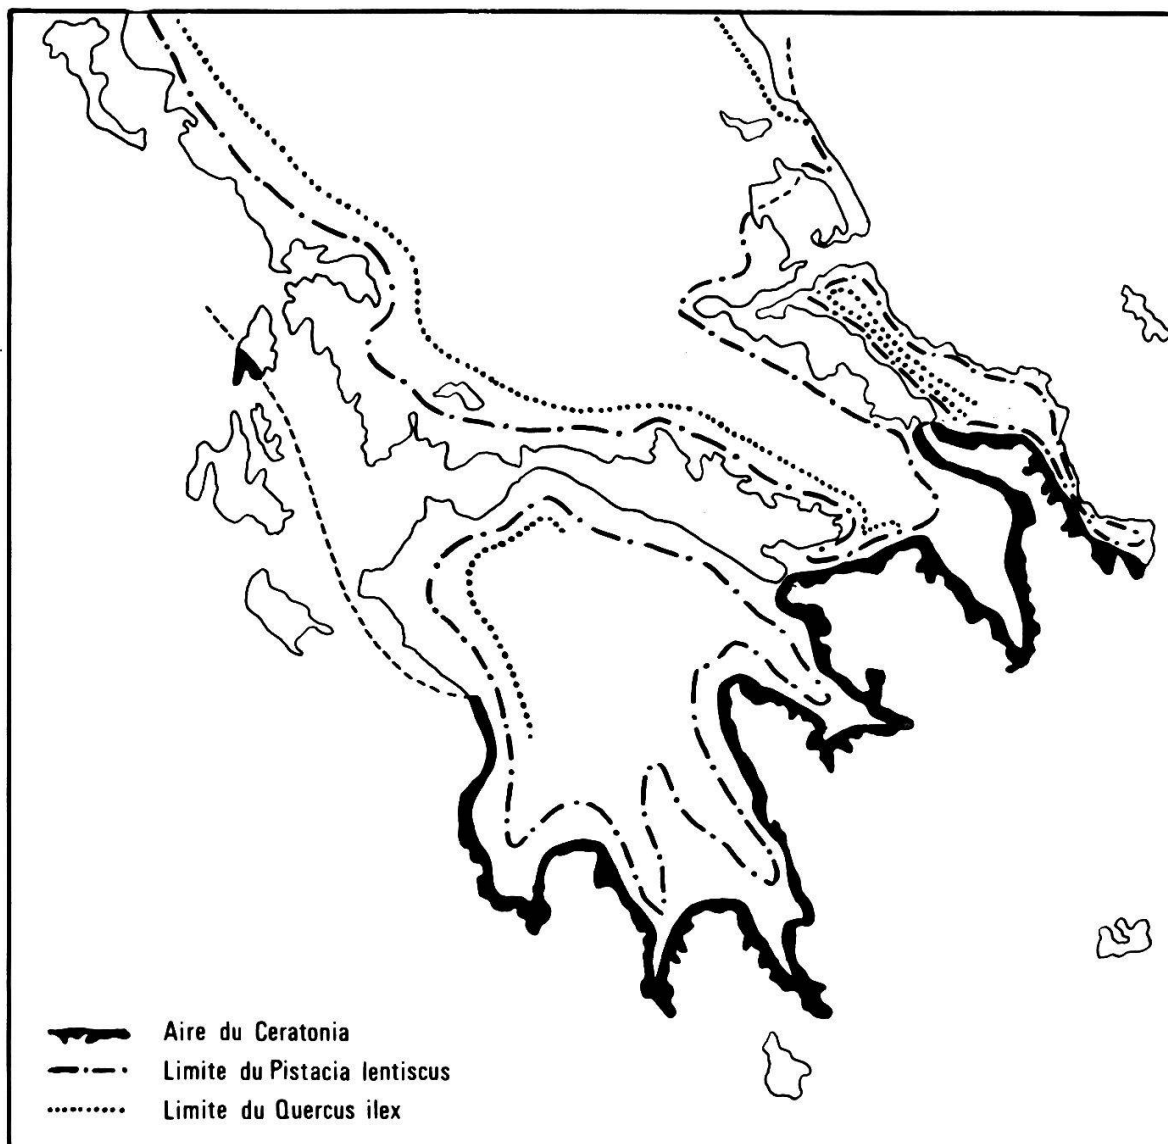 Aire du Ceratonia
Limite du Pistacia lentiscus
Limite du Quercus ilex